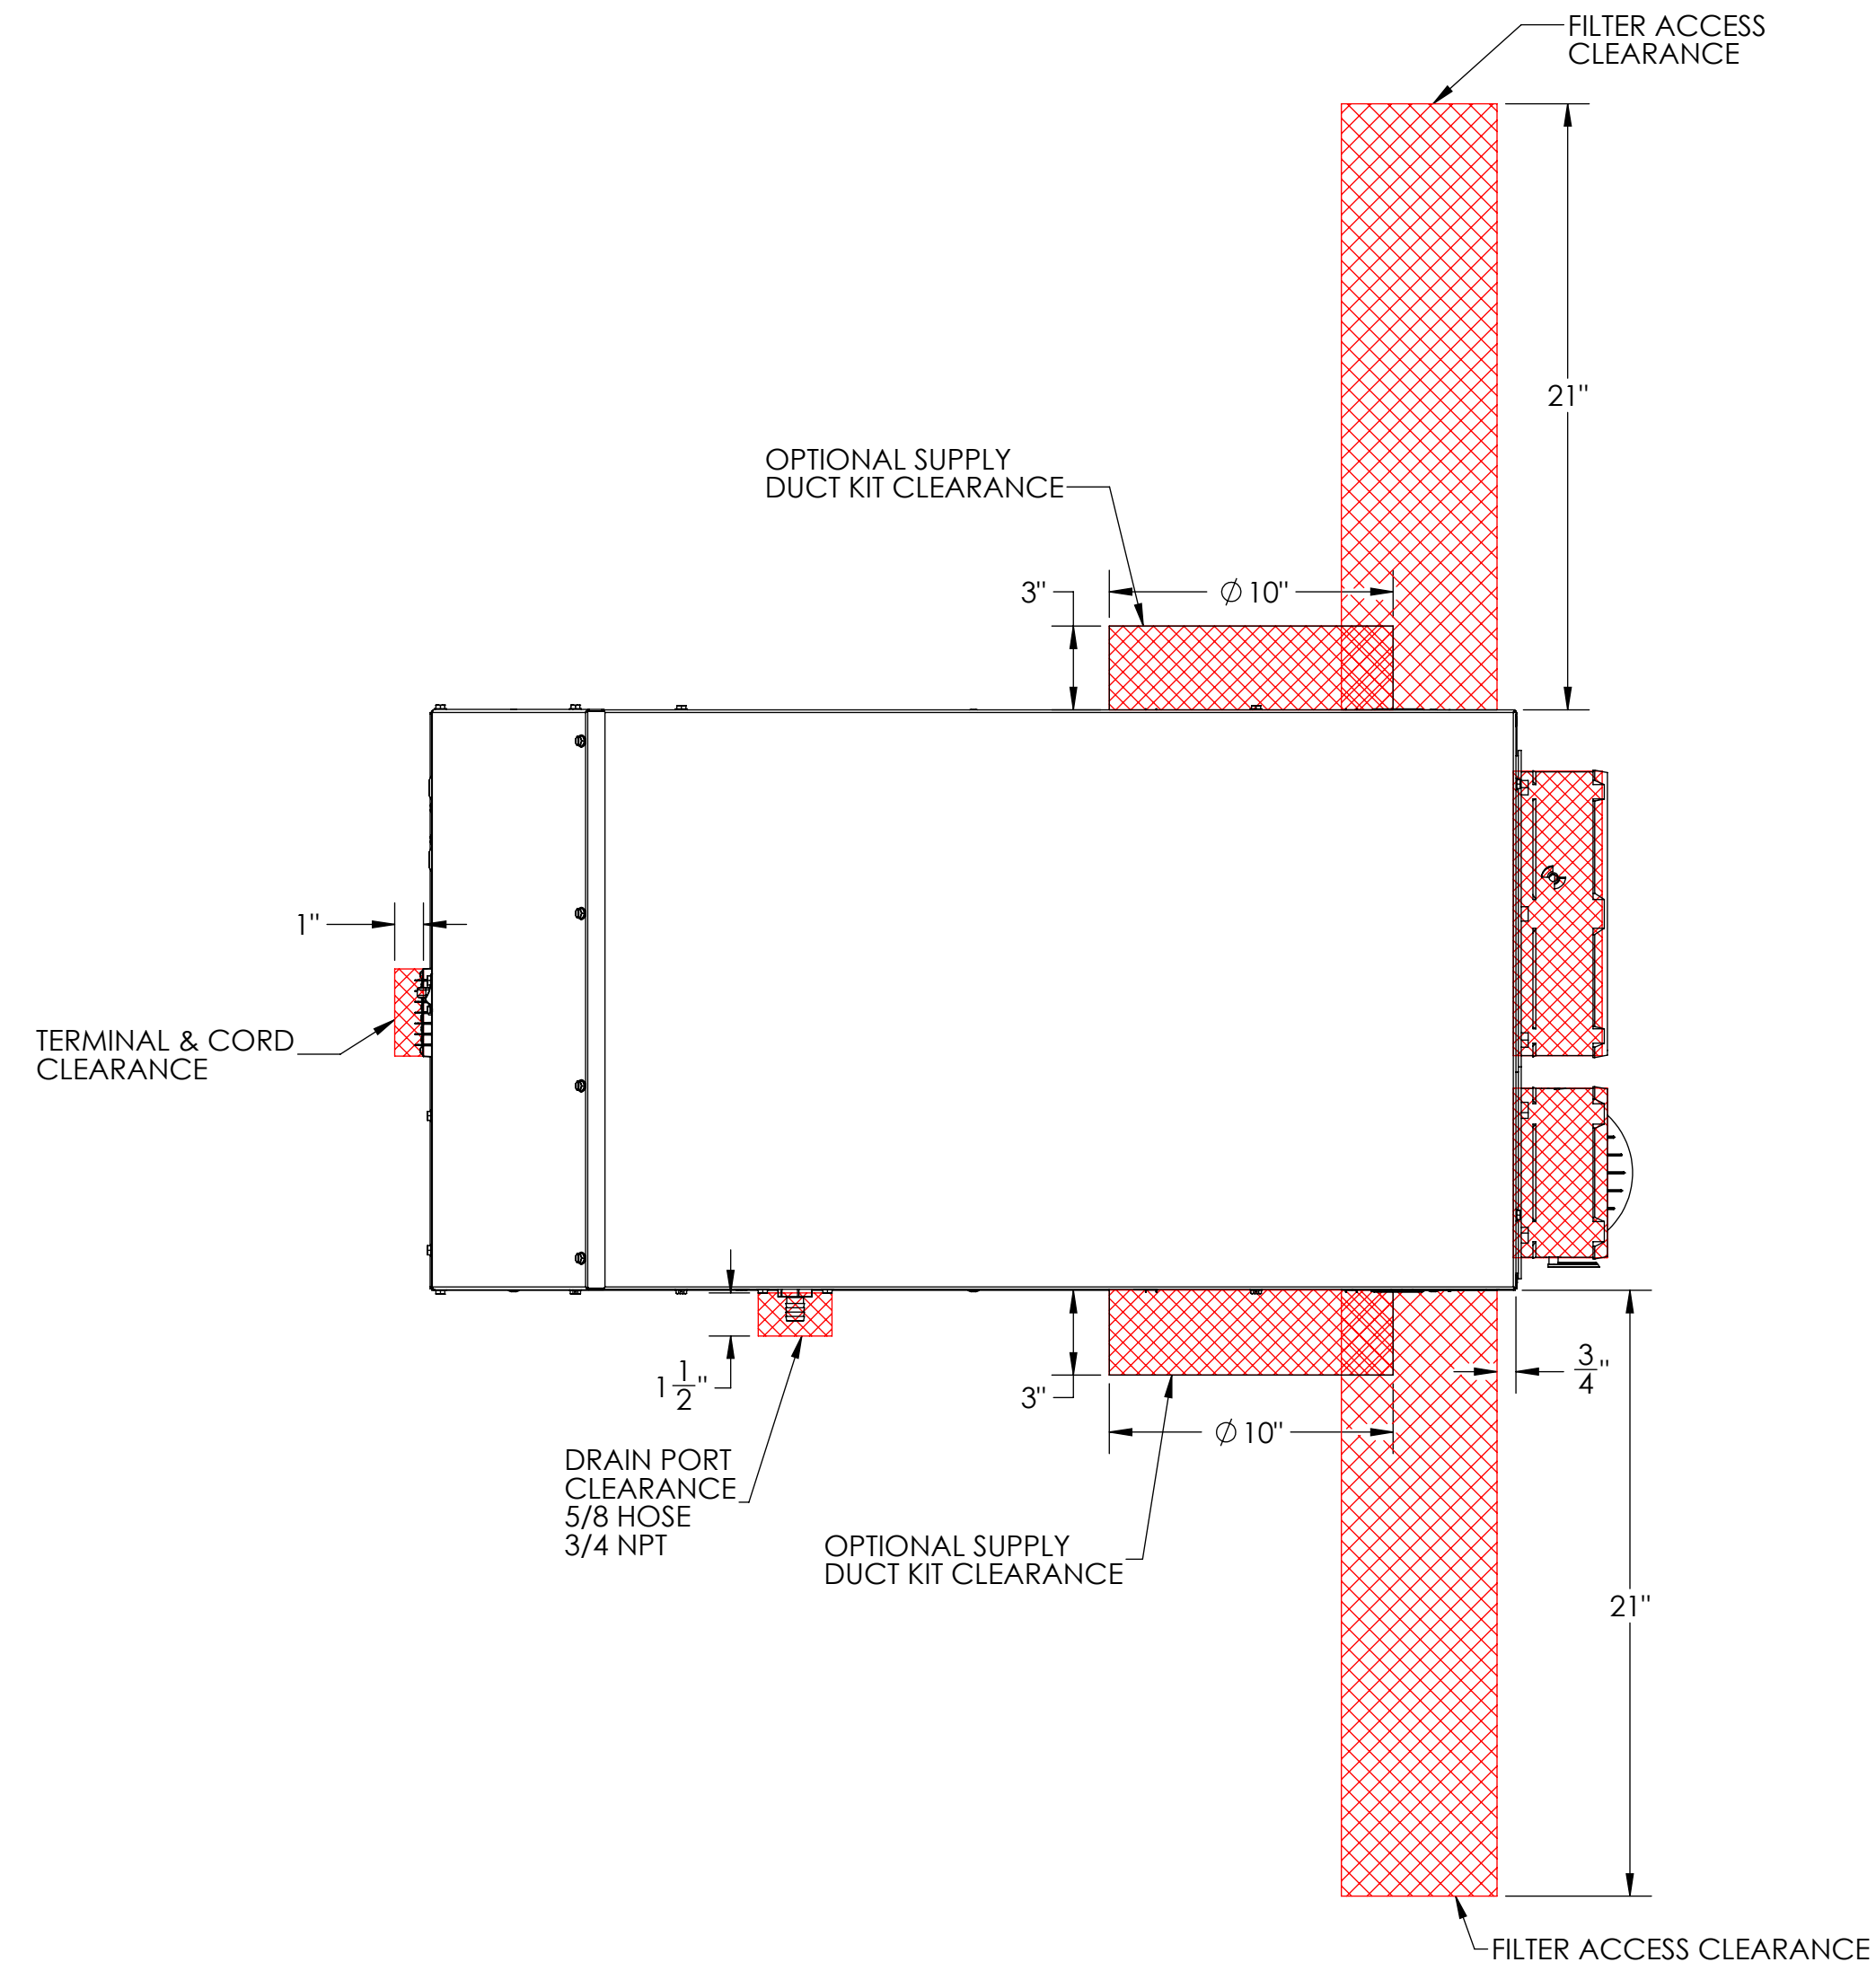 FILTER ACCESS
CLEARANCE
21"
OPTIONAL SUPPLY
DUCT KIT CLEARANCE
3"
⌀ 10"
1"
TERMINAL & CORD
CLEARANCE
1 1/2"
3"
3/4"
⌀ 10"
DRAIN PORT
CLEARANCE
5/8 HOSE
3/4 NPT
OPTIONAL SUPPLY
DUCT KIT CLEARANCE
21"
FILTER ACCESS CLEARANCE